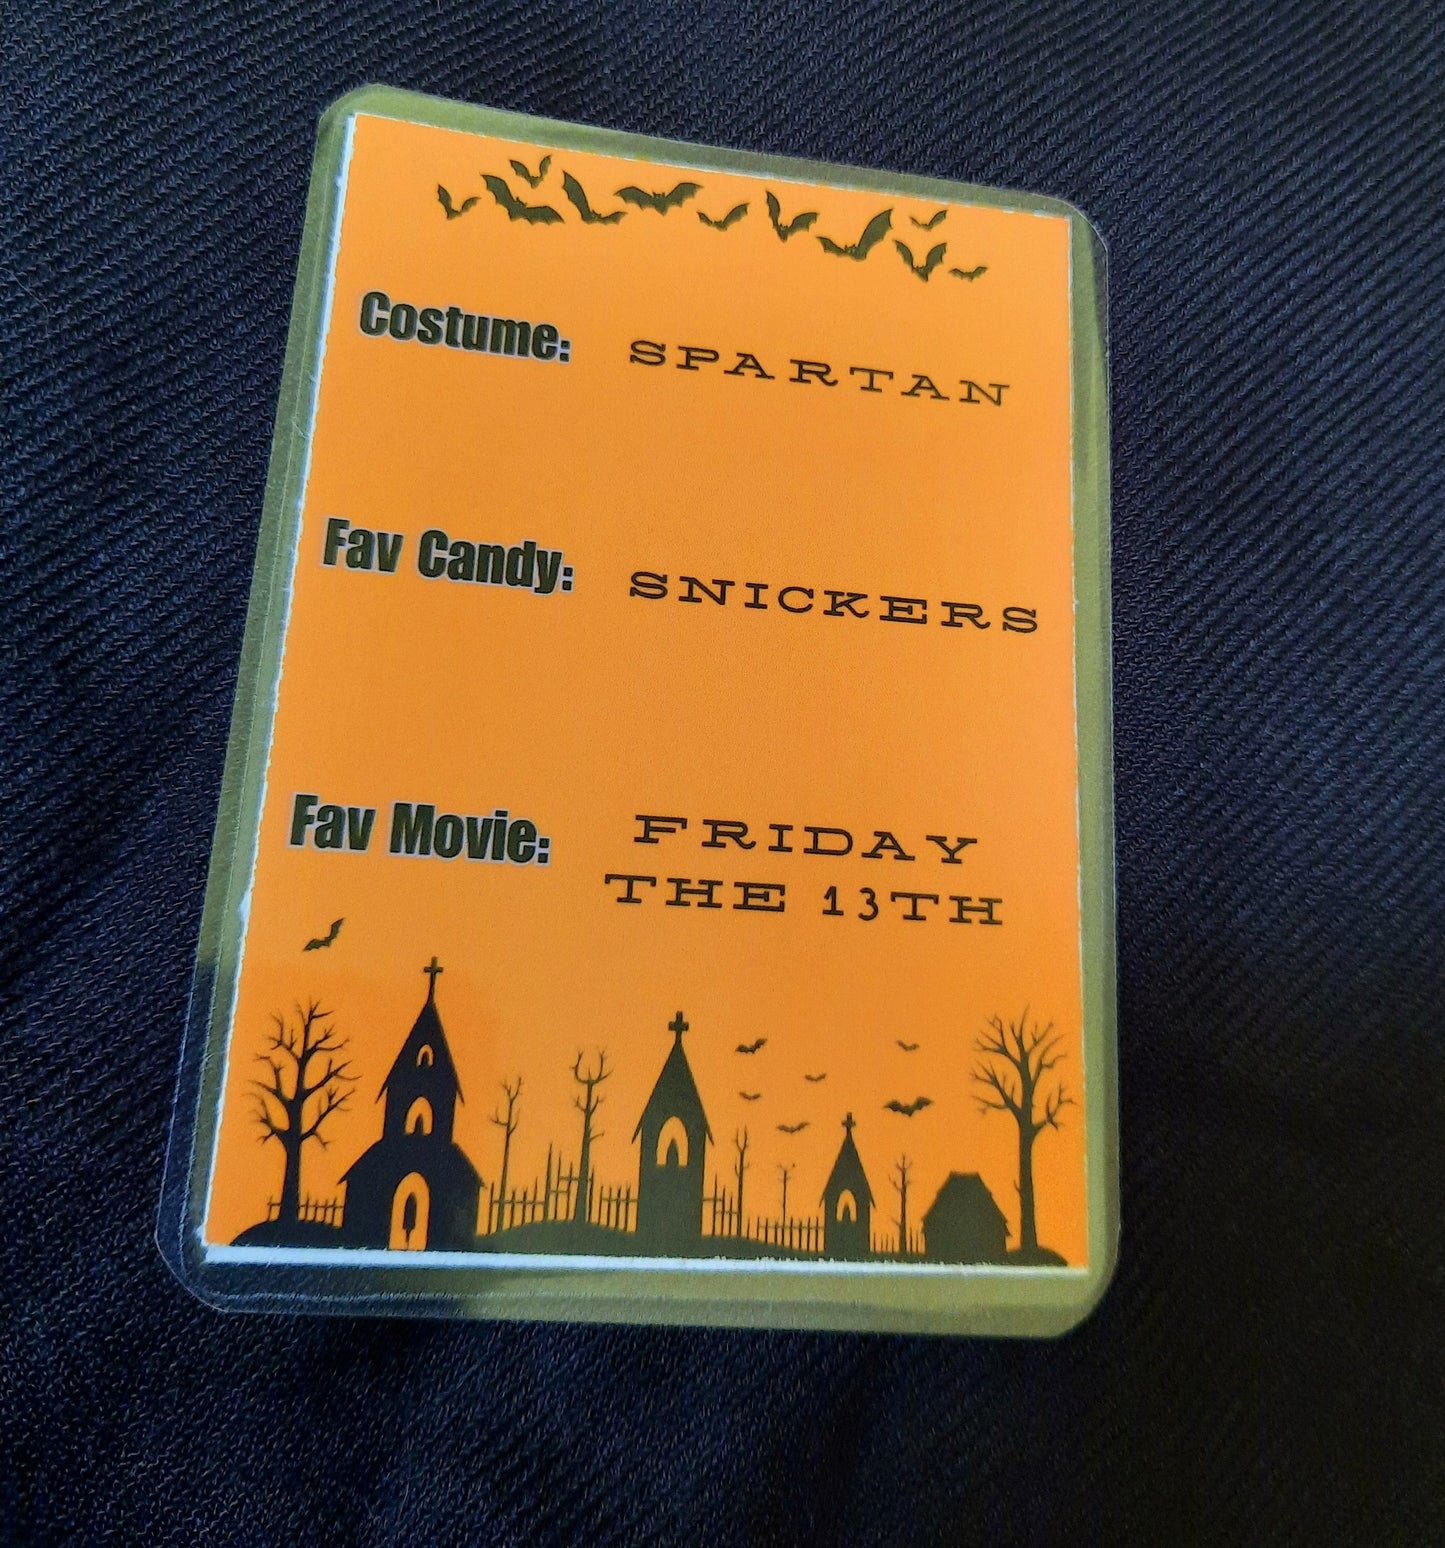 Costume: SPARTAN
Fav Candy: SNICKERS
Fav Movie: FRIDAY
THE 13TH